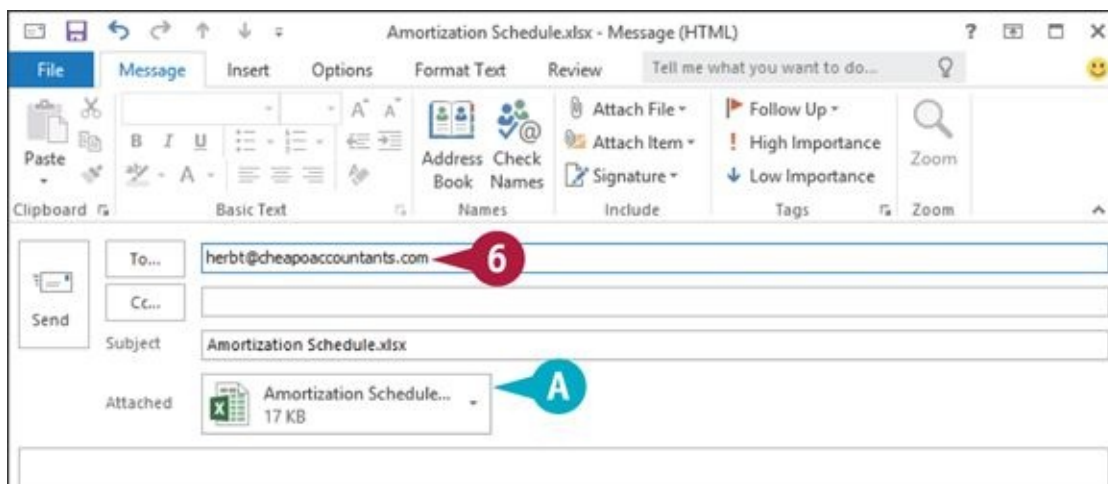 Amortization Schedule.xlsx - Message (HTML) ?
File Message Insert Options Format Text Review Tell me what you want to do...
Paste B I U A A A Address Book Check Names Attach File Attach Item Signature Follow Up ! High Importance Low Importance Zoom
Clipboard Basic Text Names Include Tags Zoom
To... herbt@cheapoaccountants.com 6
Cc...
Send
Subject Amortization Schedule.xlsx
Attached Amortization Schedule... A
17 KB